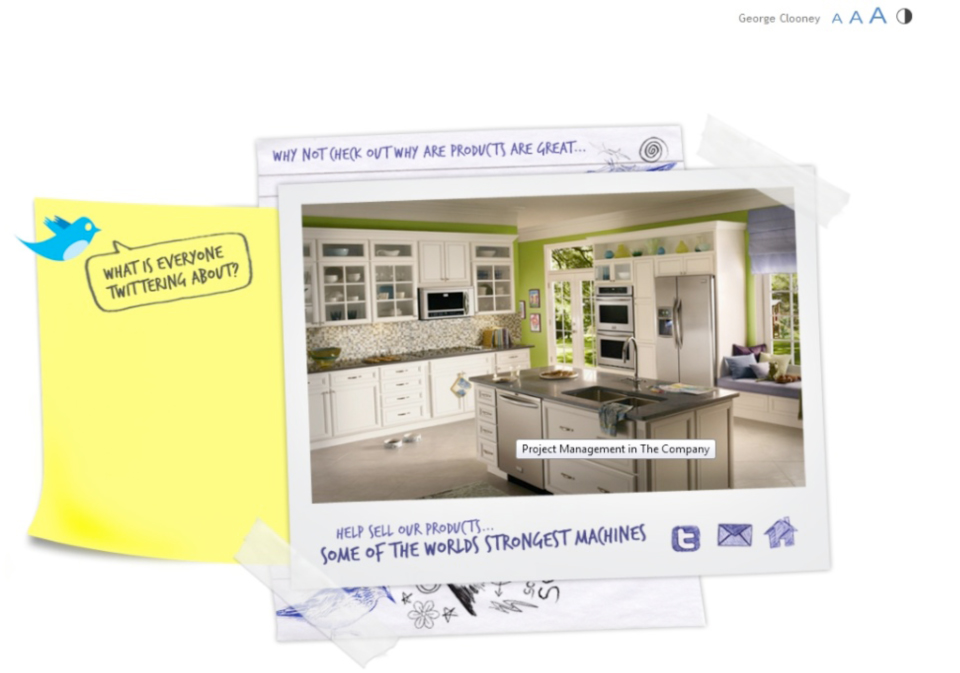 George Clooney A A A
WHY NOT CHECK OUT WHY ARE PRODUCTS ARE GREAT...
WHAT IS EVERYONE
TWITTERING ABOUT?
Project Management in The Company
HELP SELL OUR PRODUCTS...
SOME OF THE WORLDS STRONGEST MACHINES